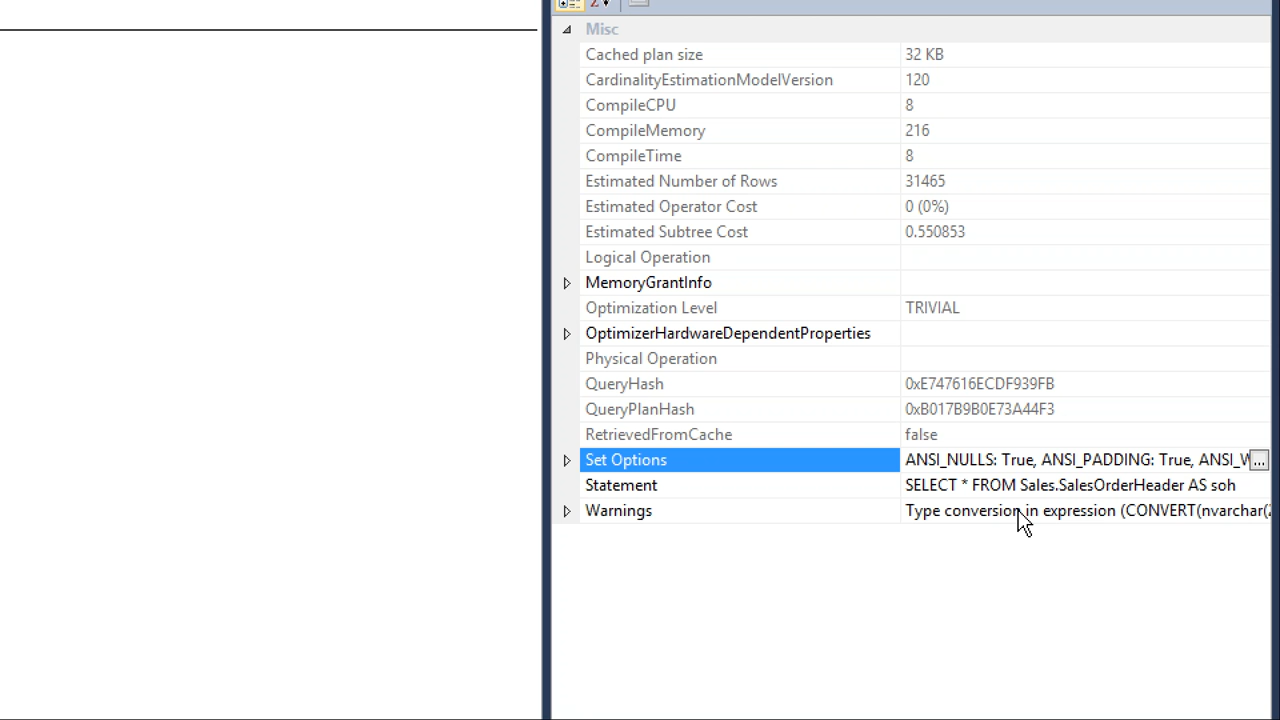 Misc
Cached plan size 32 KB
CardinalityEstimationModelVersion 120
CompileCPU 8
CompileMemory 216
CompileTime 8
Estimated Number of Rows 31465
Estimated Operator Cost 0 (0%)
Estimated Subtree Cost 0.550853
Logical Operation
MemoryGrantInfo
Optimization Level TRIVIAL
OptimizerHardwareDependentProperties
Physical Operation
QueryHash 0xE747616ECDF939FB
QueryPlanHash 0xB017B9B0E73A44F3
RetrievedFromCache false
Set Options ANSI_NULLS: True, ANSI_PADDING: True, ANSI_W ...
Statement SELECT * FROM Sales.SalesOrderHeader AS soh
Warnings Type conversion in expression (CONVERT(nvarchar(2